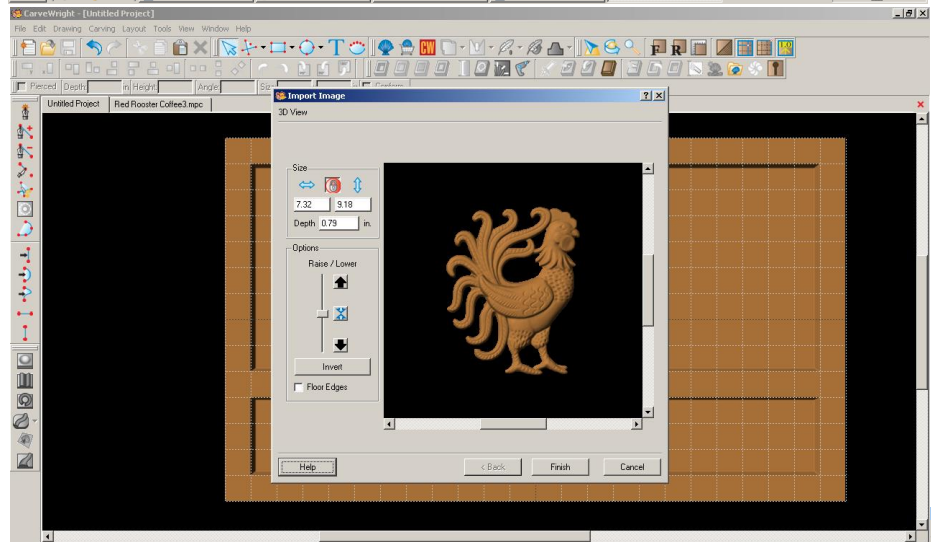 CarveWright - [Untitled Project]
File Edit Drawing Carving Layout Tools View Window Help
CW T F R
Pierced Depth: in Height: Angle:
Untitled Project Red Rooster Coffee3.mpc
Import Image
3D View
Size
7.32 9.18
Depth 0.79 in.
Options
Raise / Lower
Invert
Floor Edges
Help < Back Finish Cancel